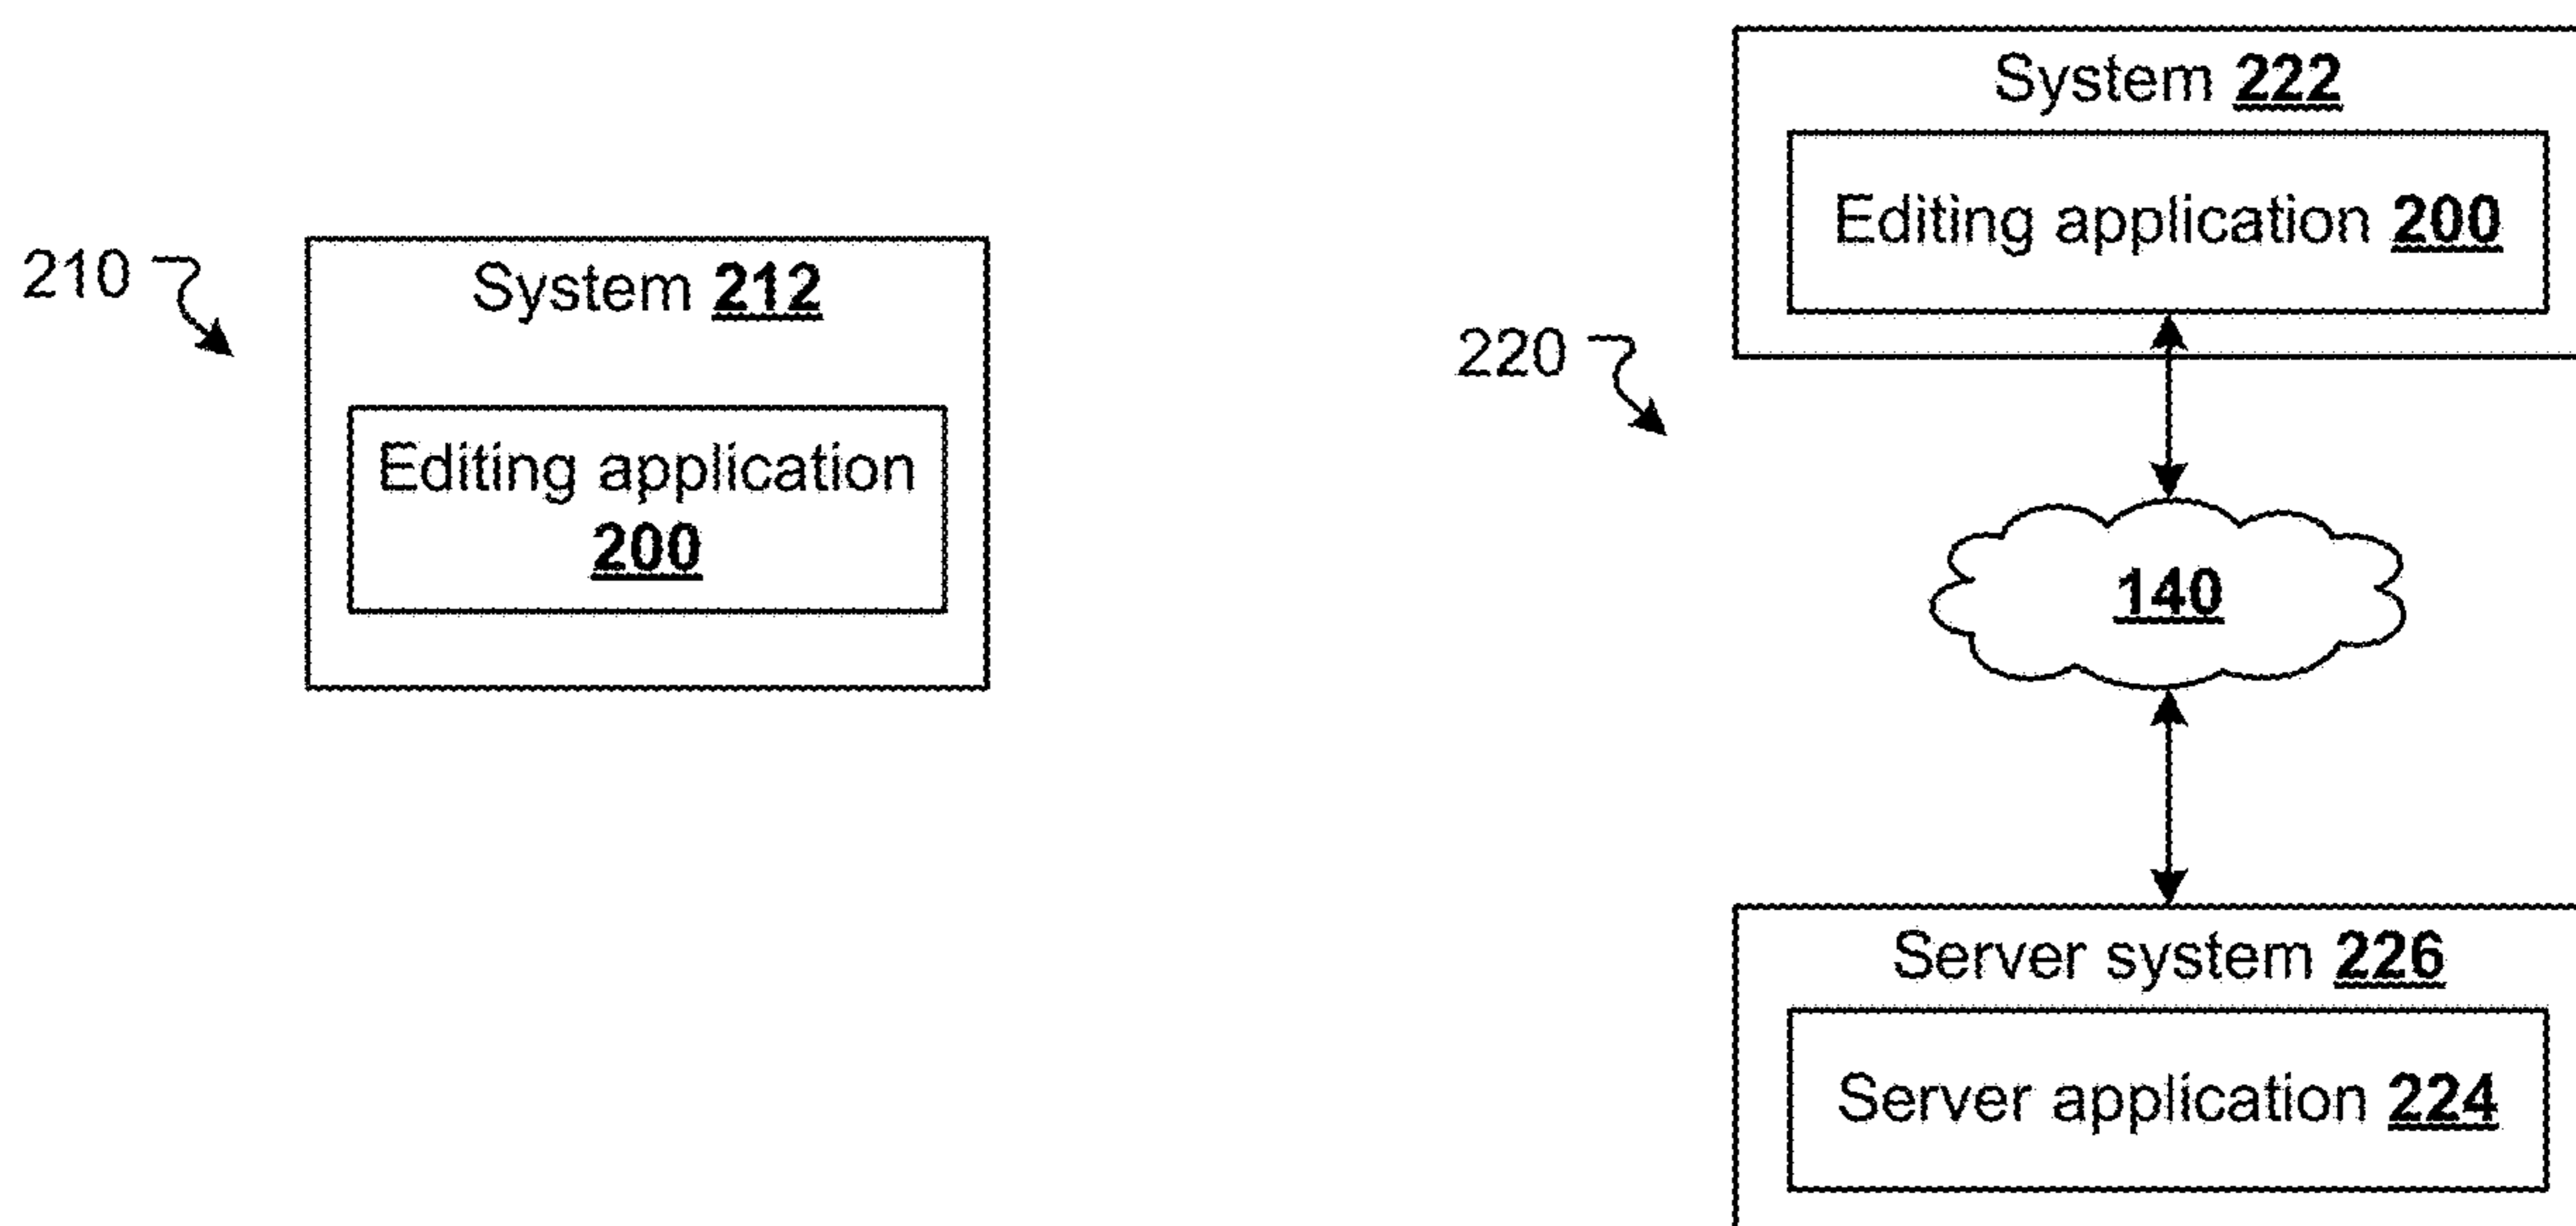 210
System 212
Editing application
200
220
System 222
Editing application 200
140
Server system 226
Server application 224